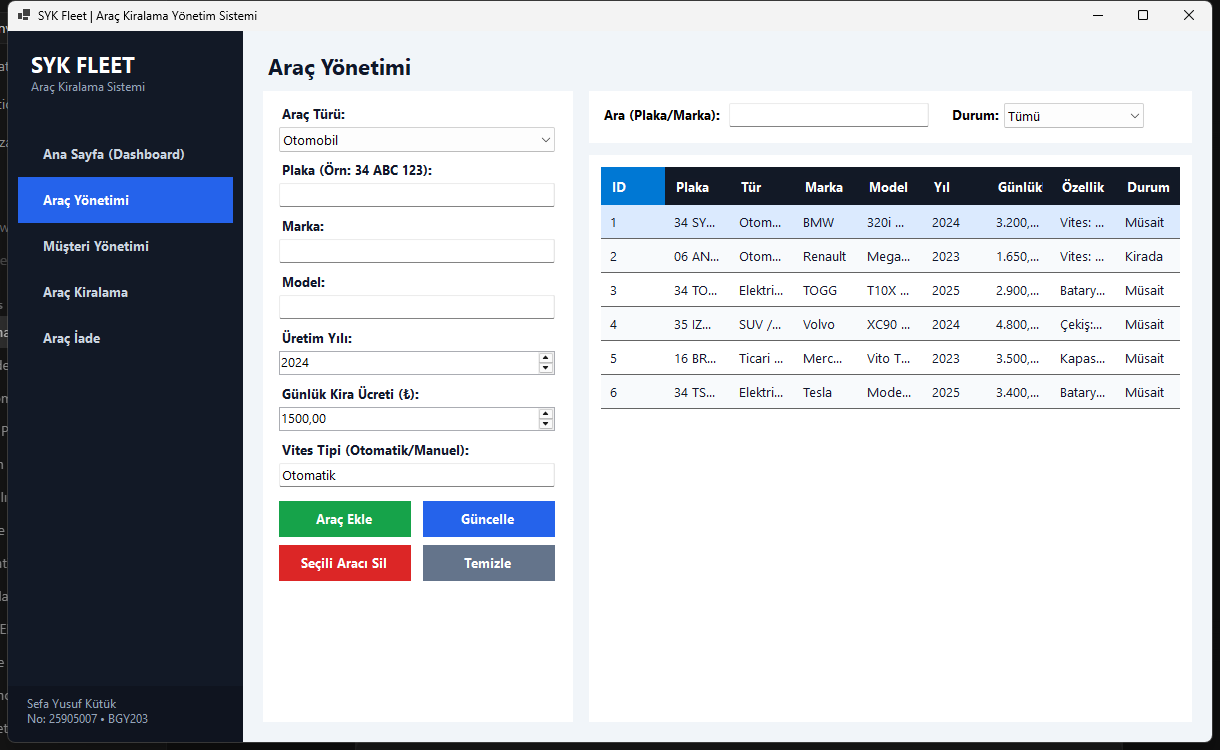 SYK Fleet | Araç Kiralama Yönetim Sistemi
SYK FLEET
Araç Kiralama Sistemi
Ana Sayfa (Dashboard)
Araç Yönetimi
Müşteri Yönetimi
Araç Kiralama
Araç İade
Sefa Yusuf Kütük
No: 25905007 • BGY203
Araç Yönetimi
Araç Türü:
Otomobil
Plaka (Örn: 34 ABC 123):
Marka:
Model:
Üretim Yılı:
2024
Günlük Kira Ücreti (₺):
1500,00
Vites Tipi (Otomatik/Manuel):
Otomatik
Araç Ekle Güncelle
Seçili Aracı Sil Temizle
Ara (Plaka/Marka): Durum: Tümü
ID Plaka Tür Marka Model Yıl Günlük Özellik Durum
1 34 SY... Otom... BMW 320i ... 2024 3.200,... Vites: ... Müsait
2 06 AN... Otom... Renault Mega... 2023 1.650,... Vites: ... Kirada
3 34 TO... Elektri... TOGG T10X ... 2025 2.900,... Batary... Müsait
4 35 IZ... SUV /... Volvo XC90 ... 2024 4.800,... Çekiş:... Müsait
5 16 BR... Ticari ... Merc... Vito T... 2023 3.500,... Kapas... Müsait
6 34 TS... Elektri... Tesla Mode... 2025 3.400,... Batary... Müsait